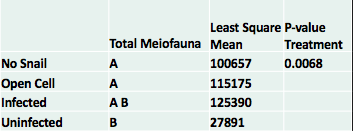 Least Square P-value
Total Meiofauna Mean Treatment
No Snail A 100657 0.0068
Open Cell A 115175
Infected A B 125390
Uninfected B 27891